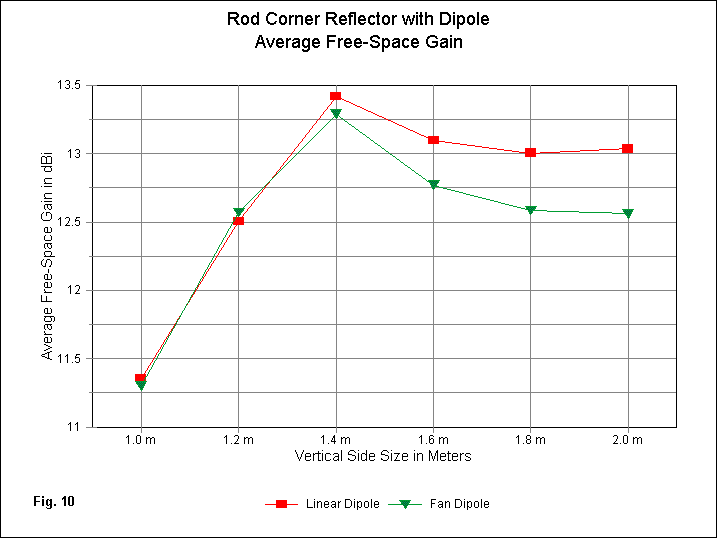 Rod Corner Reflector with Dipole
Average Free-Space Gain
Average Free-Space Gain in dBi
13.5
13
12.5
12
11.5
11
1.0 m 1.2 m 1.4 m 1.6 m 1.8 m 2.0 m
Vertical Side Size in Meters
Fig. 10
Linear Dipole Fan Dipole